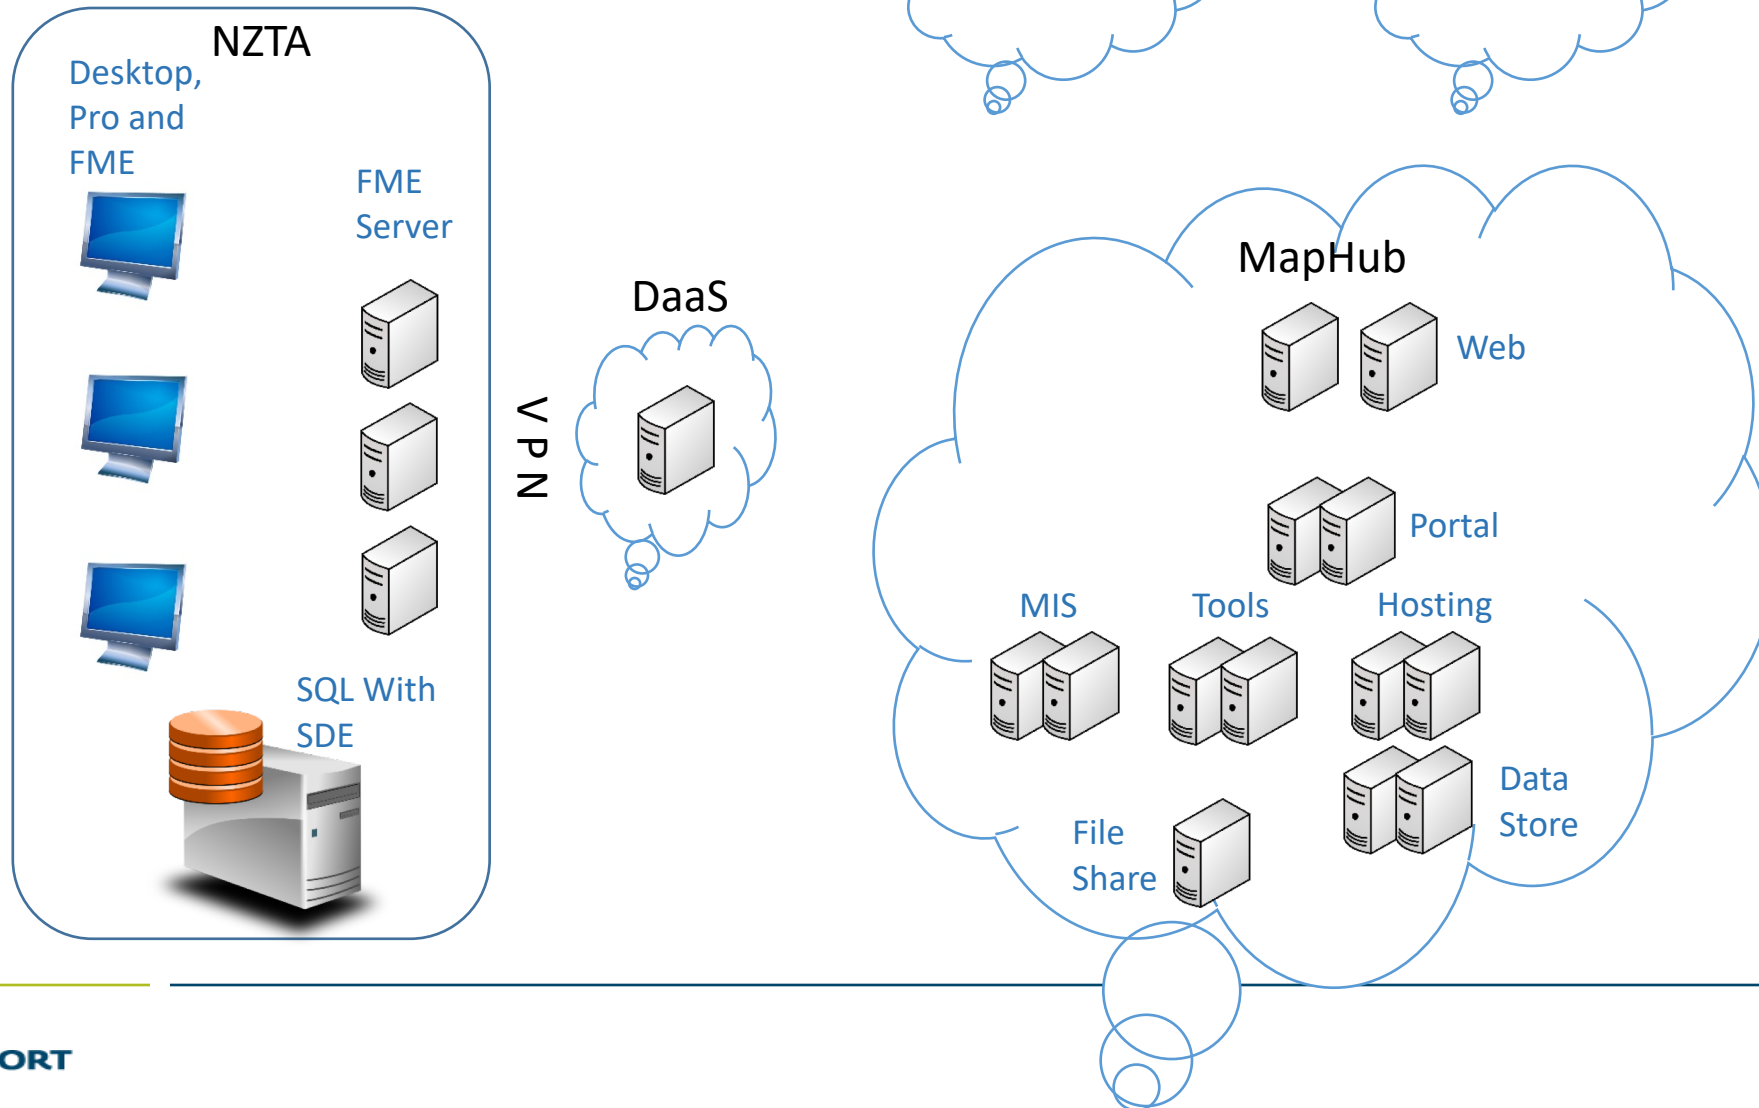 NZTA
Desktop,
Pro and
FME
FME
Server
SQL With
SDE
VPN
DaaS
MapHub
Web
Portal
MIS
Tools
Hosting
Data
Store
File
Share
ORT